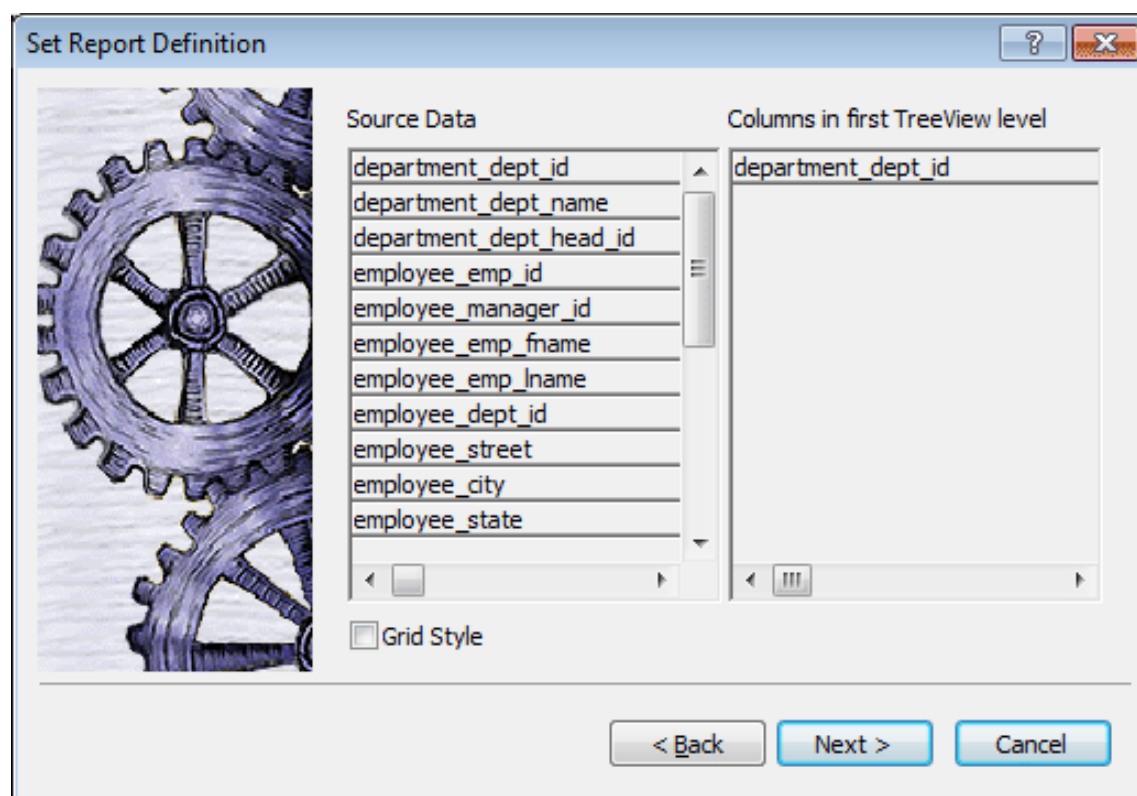 Set Report Definition
Source Data
department_dept_id
department_dept_name
department_dept_head_id
employee_emp_id
employee_manager_id
employee_emp_fname
employee_emp_lname
employee_dept_id
employee_street
employee_city
employee_state
Columns in first TreeView level
department_dept_id
Grid Style
< Back
Next >
Cancel